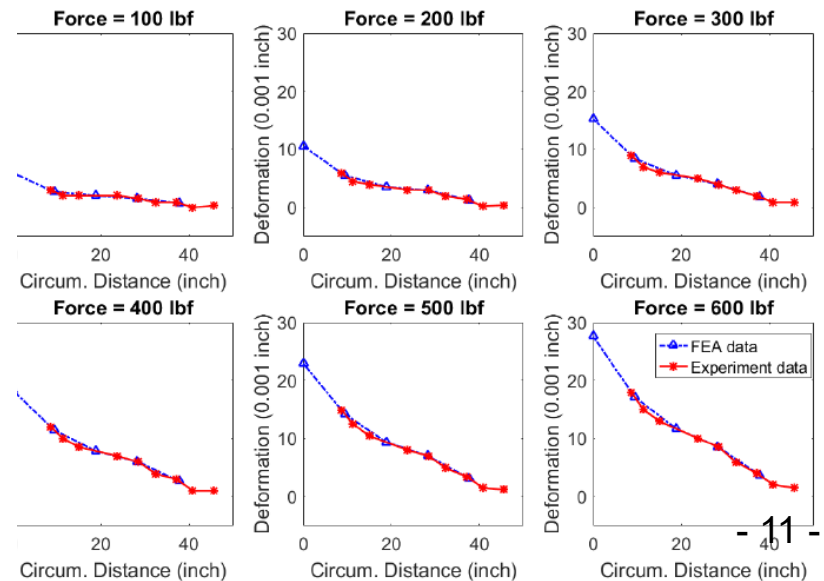 Force = 100 lbf
Force = 200 lbf
Force = 300 lbf
Deformation (0.001 inch)
30
20
10
0
Deformation (0.001 inch)
30
20
10
0
20
40
0
20
40
0
20
40
Circum. Distance (inch)
Circum. Distance (inch)
Circum. Distance (inch)
Force = 400 lbf
Force = 500 lbf
Force = 600 lbf
Deformation (0.001 inch)
30
20
10
0
Deformation (0.001 inch)
30
20
10
0
FEA data
Experiment data
20
40
0
20
40
0
20
40
- 11 -
Circum. Distance (inch)
Circum. Distance (inch)
Circum. Distance (inch)